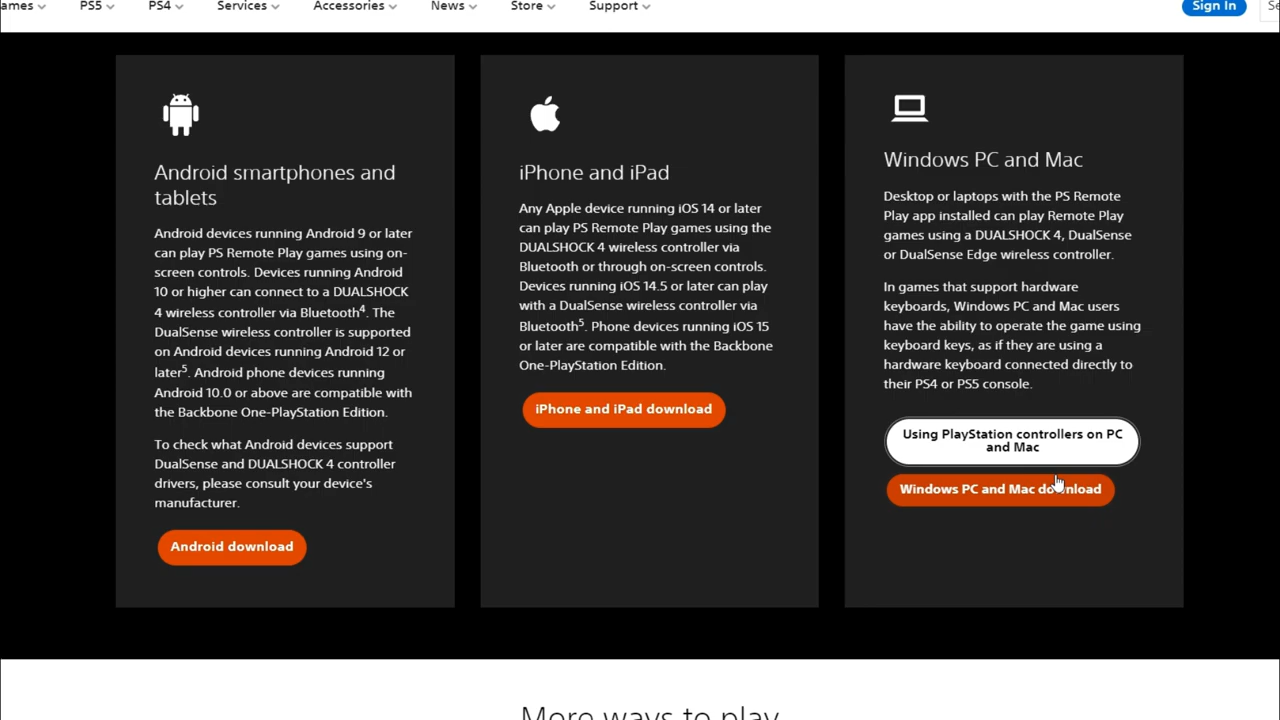 PS5
PS4
Services
Accessories
News
Store
Support
Sign In
Android smartphones and
tablets
Android devices running Android 9 or later
can play PS Remote Play games using on-
screen controls. Devices running Android
10 or higher can connect to a DUALSHOCK
4 wireless controller via Bluetooth4. The
DualSense wireless controller is supported
on Android devices running Android 12 or
later5. Android phone devices running
Android 10.0 or above are compatible with
the Backbone One-PlayStation Edition.
To check what Android devices support
DualSense and DUALSHOCK 4 controller
drivers, please consult your device's
manufacturer.
Android download
iPhone and iPad
Any Apple device running iOS 14 or later
can play PS Remote Play games using the
DUALSHOCK 4 wireless controller via
Bluetooth or through on-screen controls.
Devices running iOS 14.5 or later can play
with a DualSense wireless controller via
Bluetooth5. Phone devices running iOS 15
or later are compatible with the Backbone
One-PlayStation Edition.
iPhone and iPad download
Windows PC and Mac
Desktop or laptops with the PS Remote
Play app installed can play Remote Play
games using a DUALSHOCK 4, DualSense
or DualSense Edge wireless controller.
In games that support hardware
keyboards, Windows PC and Mac users
have the ability to operate the game using
keyboard keys, as if they are using a
hardware keyboard connected directly to
their PS4 or PS5 console.
Using PlayStation controllers on PC
and Mac
Windows PC and Mac download
More ways to play